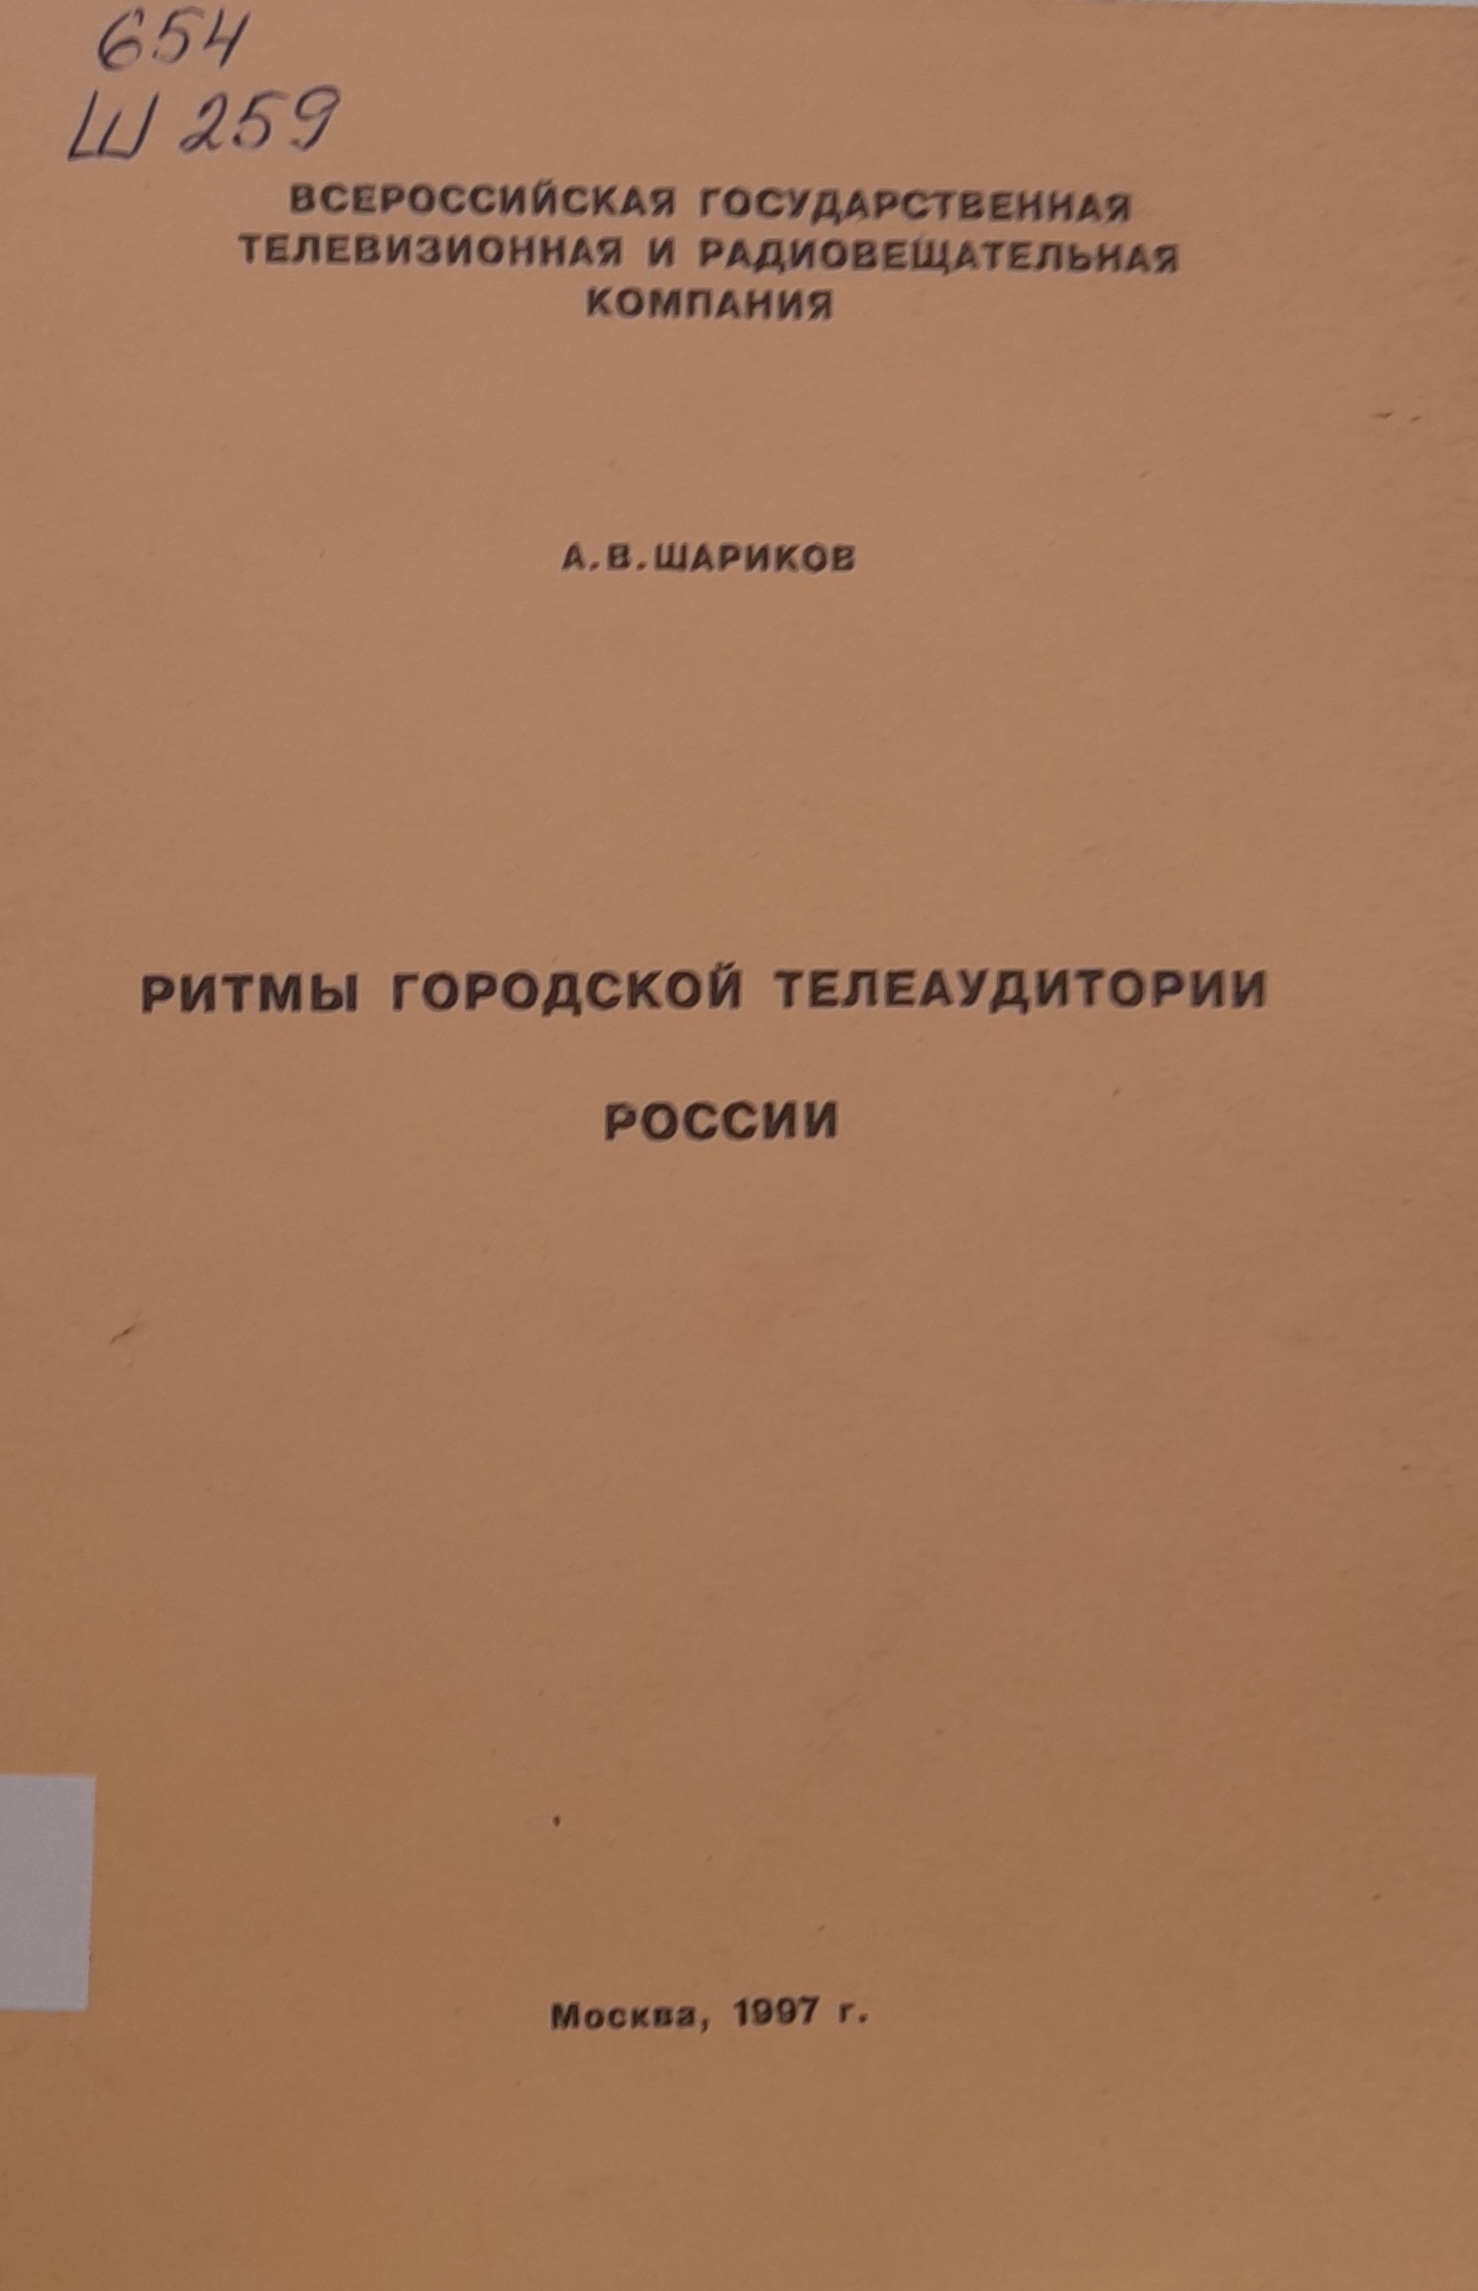 654
Ш 259
ВСЕРОССИЙСКАЯ ГОСУДАРСТВЕННАЯ
ТЕЛЕВИЗИОННАЯ И РАДИОВЕЩАТЕЛЬНАЯ
КОМПАНИЯ
А.В.ШАРИКОВ
РИТМЫ ГОРОДСКОЙ ТЕЛЕАУДИТОРИИ
РОССИИ
Москва, 1997 г.